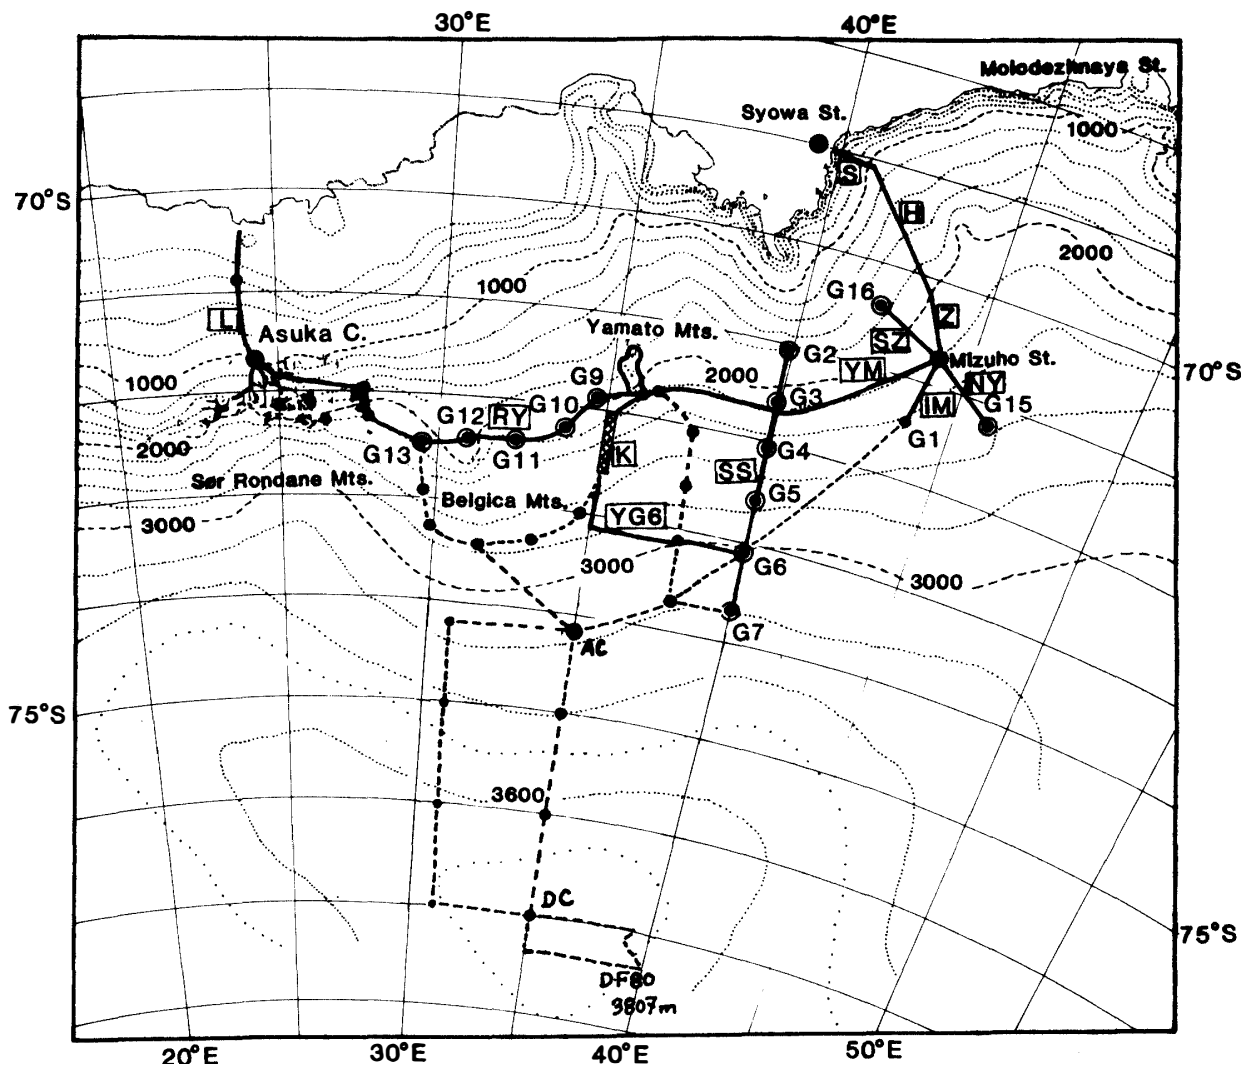 30°E
40°E
Molodezhnaya St.
Syowa St.
1000
S
70°S
H
2000
1000
G16
L
Z
Asuka C.
Yamato Mts.
SZ
G2
Mizuho St.
YM
70°S
1000
G9
2000
NY
G3
G12
RY
G10
IM
G15
G1
2000
G13
G11
K
G4
Sør Rondane Mts.
SS
Belgica Mts.
G5
3000
YG6
3000
G6
3000
G7
AC
75°S
3600
DC
75°S
DF80
3807m
20°E
30°E
40°E
50°E